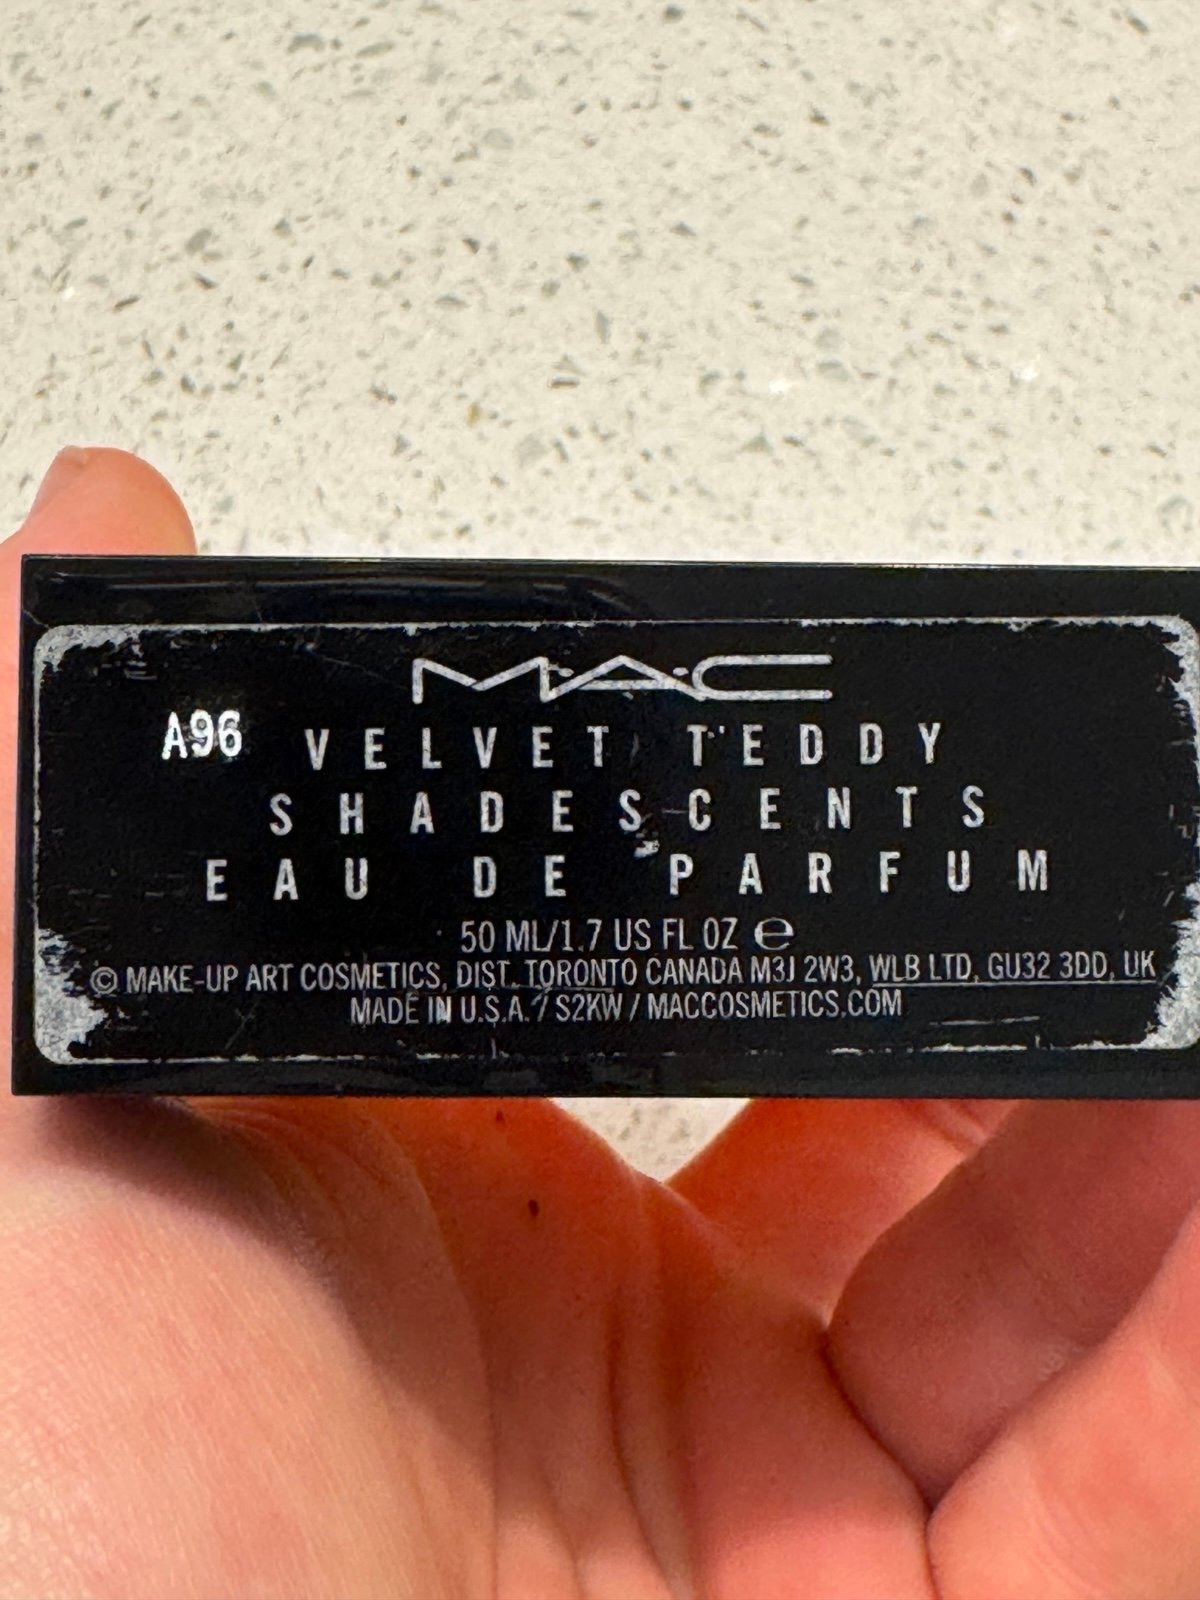 MAC
A96 VELVET TEDDY
SHADESCENTS
EAU DE PARFUM
50 ML/1.7 US FL OZ ℮
© MAKE-UP ART COSMETICS, DIST. TORONTO CANADA M3J 2W3, WLB LTD, GU32 3DD, UK
MADE IN U.S.A. / S2KW / MACCOSMETICS.COM